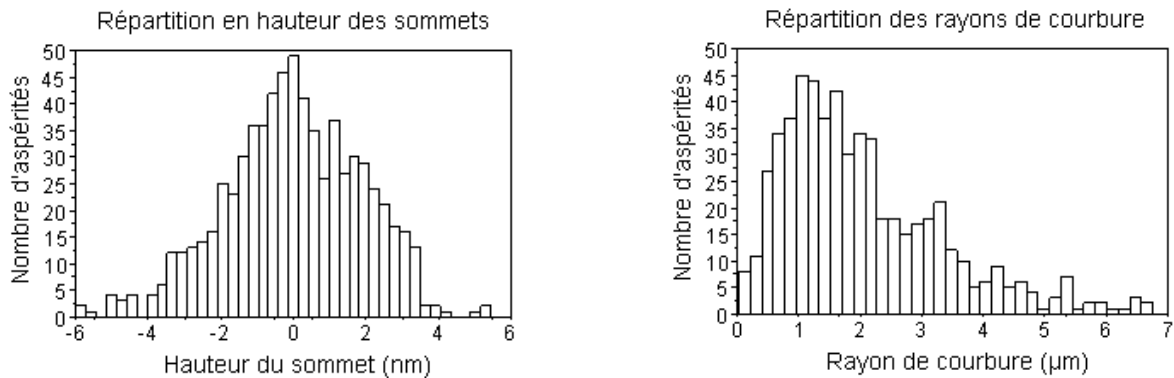 Répartition en hauteur des sommets
50
45
40
35
30
25
20
15
10
5
0
-6 -4 -2 0 2 4 6
Nombre d'aspérités
Hauteur du sommet (nm)
Répartition des rayons de courbure
50
45
40
35
30
25
20
15
10
5
0
0 1 2 3 4 5 6 7
Nombre d'aspérités
Rayon de courbure (µm)